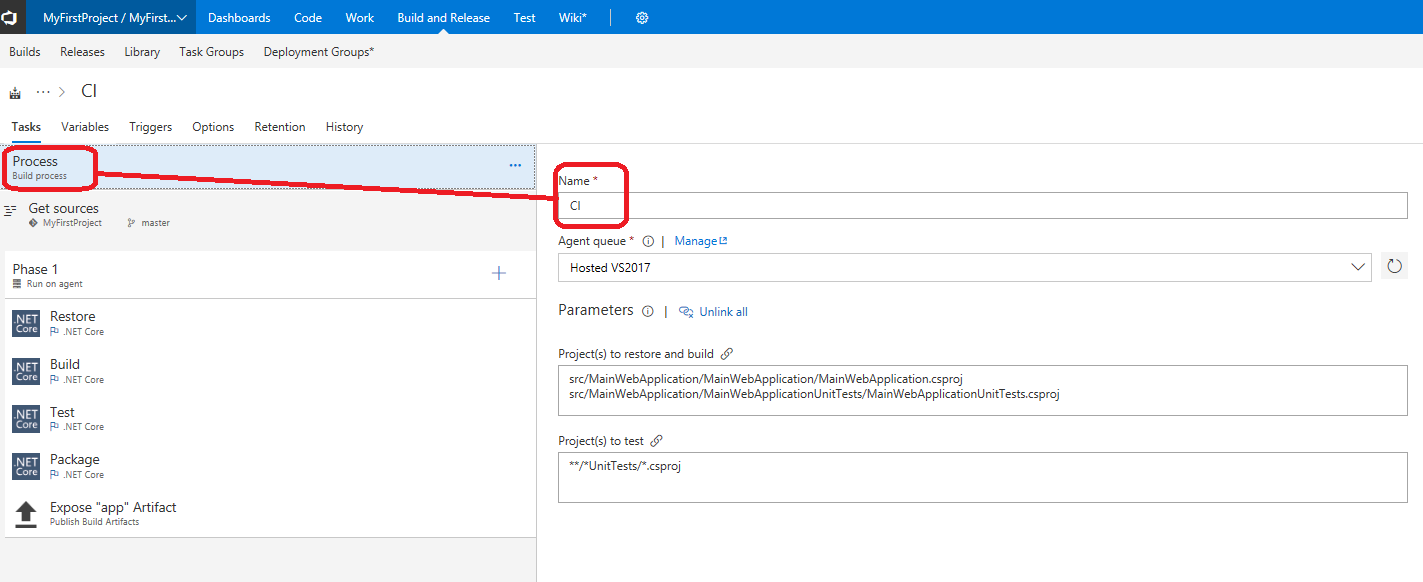 MyFirstProject / MyFirst... Dashboards Code Work Build and Release Test Wiki*
Builds Releases Library Task Groups Deployment Groups*
... > CI
Tasks Variables Triggers Options Retention History
Process
Build process
...
Get sources
MyFirstProject master
Phase 1
Run on agent
Restore
.NET Core
.NET Core
Build
.NET Core
.NET Core
Test
.NET Core
.NET Core
Package
.NET Core
.NET Core
Expose "app" Artifact
Publish Build Artifacts
Name *
CI
Agent queue * | Manage
Hosted VS2017
Parameters | Unlink all
Project(s) to restore and build
src/MainWebApplication/MainWebApplication/MainWebApplication.csproj
src/MainWebApplication/MainWebApplicationUnitTests/MainWebApplicationUnitTests.csproj
Project(s) to test
**/*UnitTests/*.csproj